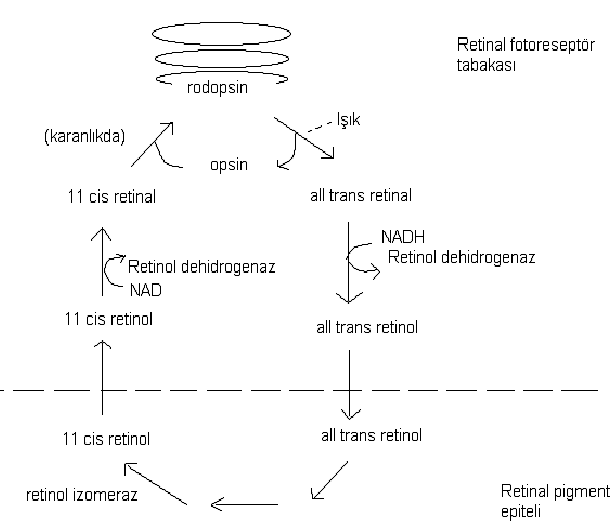 Retinal fotoreseptör
tabakası
rodopsin
Işık
(karanlıkda)
opsin
11 cis retinal
all trans retinal
NADH
Retinol dehidrogenaz
Retinol dehidrogenaz
NAD
11 cis retinol
all trans retinol
11 cis retinol
all trans retinol
retinol izomeraz
Retinal pigment
epiteli